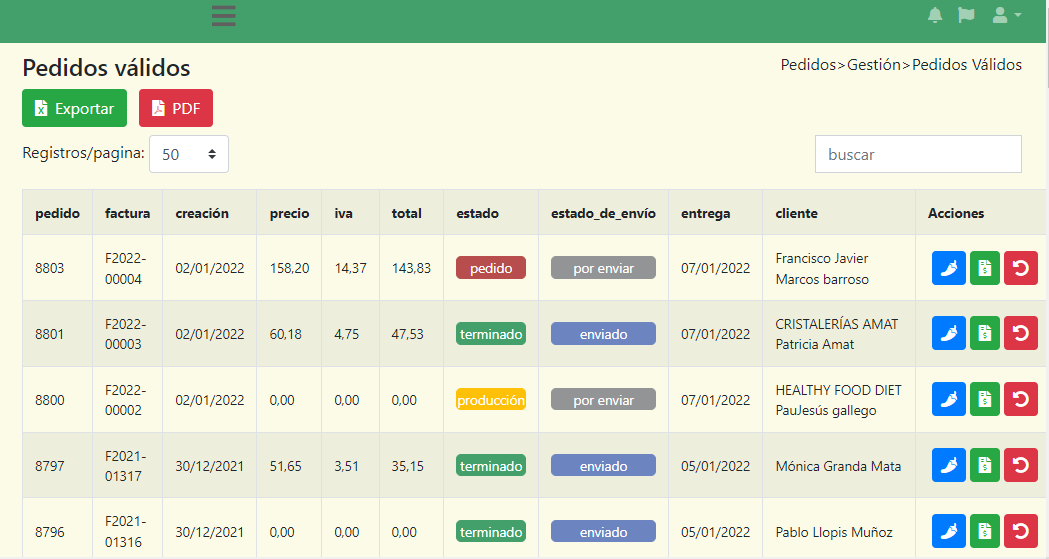 Pedidos válidos
Pedidos>Gestión>Pedidos Válidos
Exportar PDF
Registros/pagina: 50
buscar
pedido factura creación precio iva total estado estado_de_envío entrega cliente Acciones
8803 F2022-00004 02/01/2022 158,20 14,37 143,83 pedido por enviar 07/01/2022 Francisco Javier Marcos barroso
8801 F2022-00003 02/01/2022 60,18 4,75 47,53 terminado enviado 07/01/2022 CRISTALERÍAS AMAT Patricia Amat
8800 F2022-00002 02/01/2022 0,00 0,00 0,00 producción por enviar 07/01/2022 HEALTHY FOOD DIET PauJesús gallego
8797 F2021-01317 30/12/2021 51,65 3,51 35,15 terminado enviado 05/01/2022 Mónica Granda Mata
8796 F2021-01316 30/12/2021 0,00 0,00 0,00 terminado enviado 05/01/2022 Pablo Llopis Muñoz